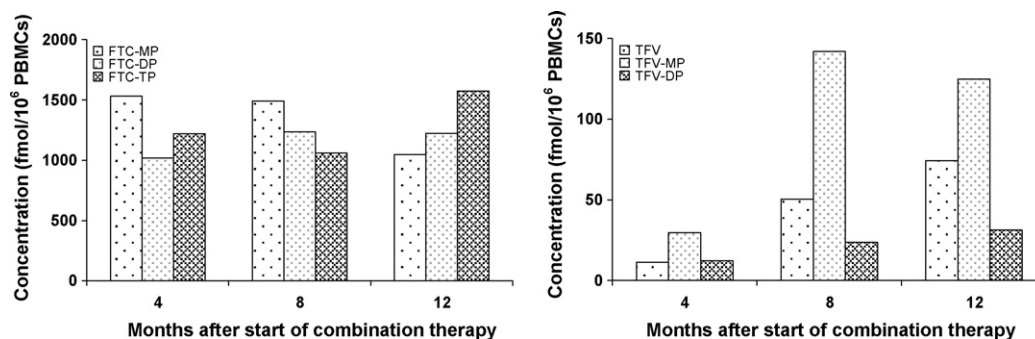 2000
1500
1000
500
0
Concentration (fmol/10⁶ PBMCs)
FTC-MP
FTC-DP
FTC-TP
4 8 12
Months after start of combination therapy
150
100
50
0
Concentration (fmol/10⁶ PBMCs)
TFV
TFV-MP
TFV-DP
4 8 12
Months after start of combination therapy